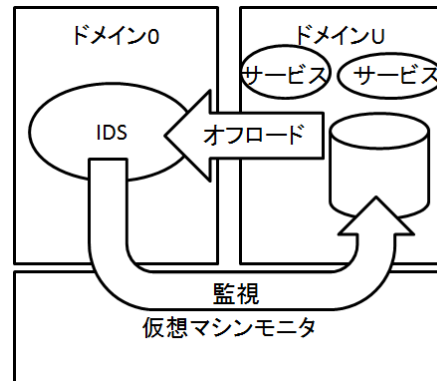 ドメイン0
ドメインU
サービス
サービス
IDS
オフロード
監視
仮想マシンモニタ